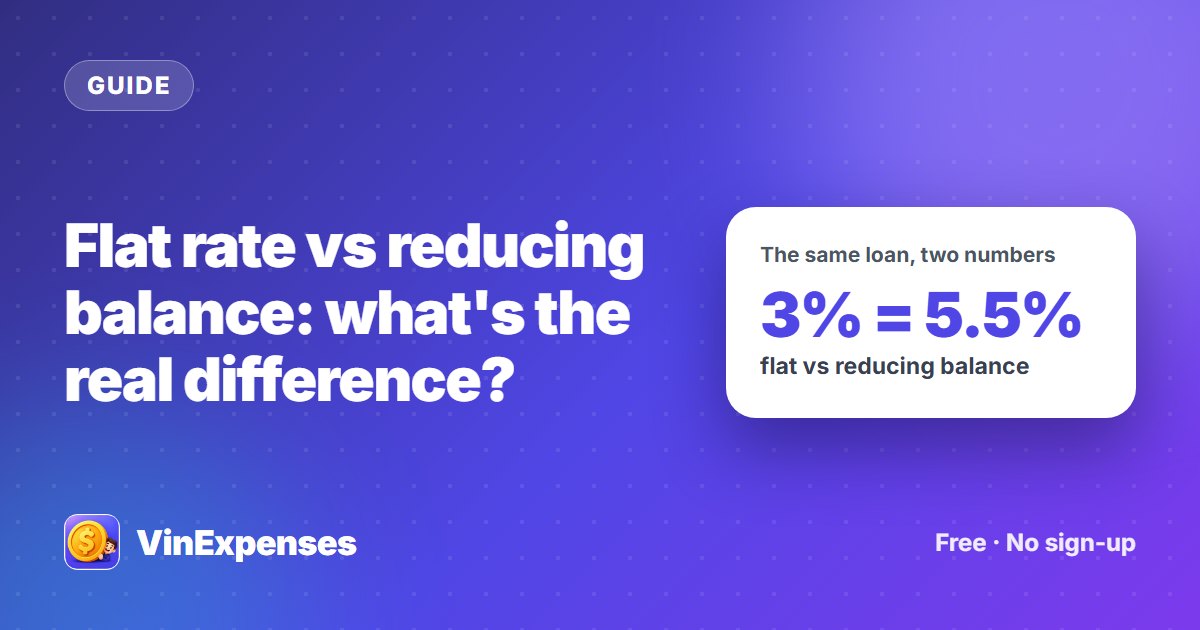 GUIDE
Flat rate vs reducing
balance: what's the
real difference?
The same loan, two numbers
3% = 5.5%
flat vs reducing balance
VinExpenses
Free · No sign-up